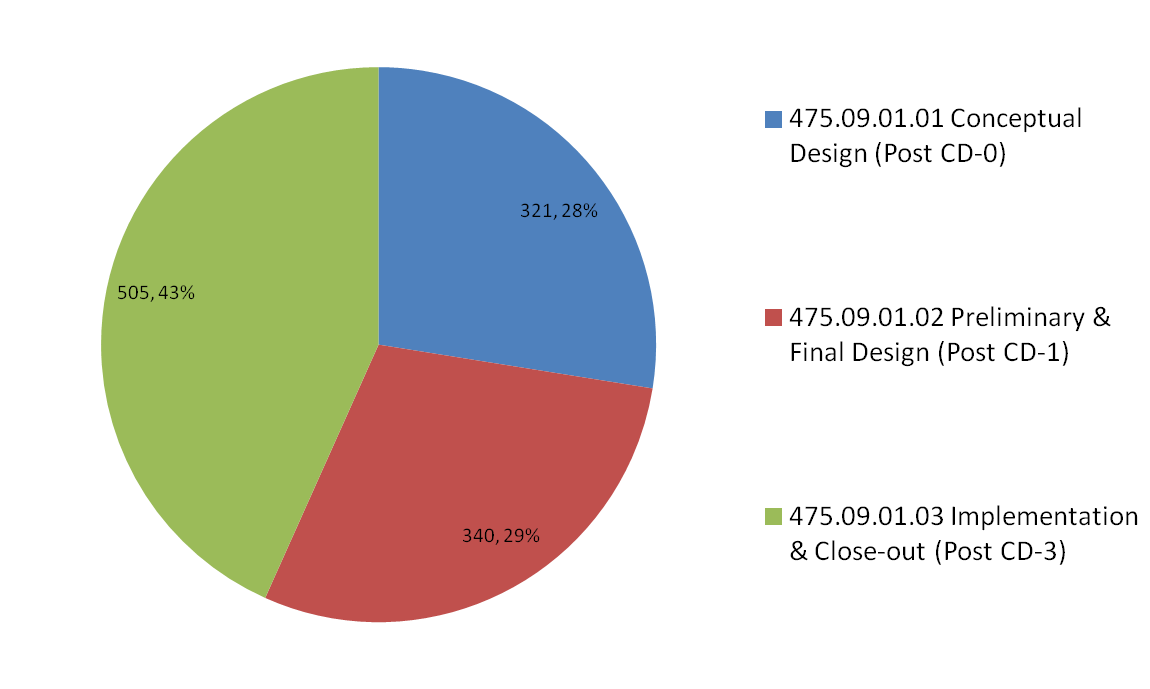 321, 28%
340, 29%
505, 43%
475.09.01.01 Conceptual
Design (Post CD-0)
475.09.01.02 Preliminary &
Final Design (Post CD-1)
475.09.01.03 Implementation
& Close-out (Post CD-3)